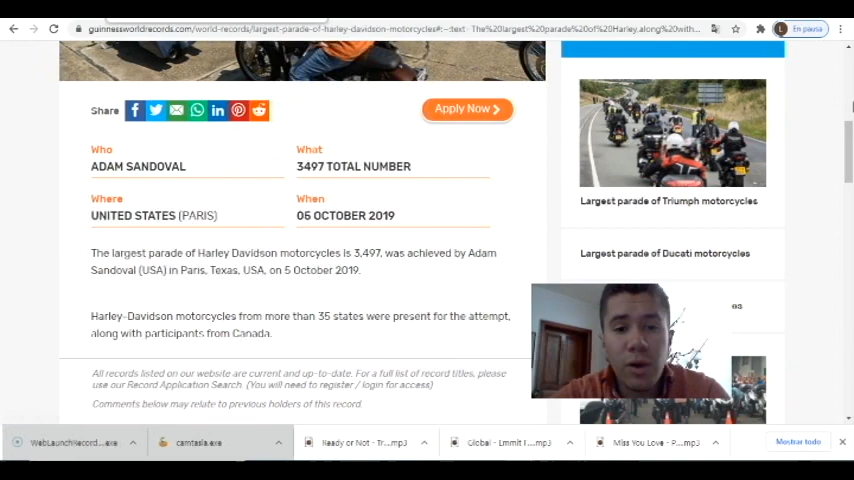 guinnessworldrecords.com/world-records/largest-parade-of-harley-davidson-motorcycles#:~:text=The%20largest%20parade%20of%20Harley,along%20with...
L
En pausa
Share
Apply Now
Who
What
ADAM SANDOVAL
3497 TOTAL NUMBER
Where
When
UNITED STATES (PARIS)
05 OCTOBER 2019
The largest parade of Harley Davidson motorcycles is 3,497, was achieved by Adam
Sandoval (USA) in Paris, Texas, USA, on 5 October 2019.
Harley-Davidson motorcycles from more than 35 states were present for the attempt,
along with participants from Canada.
All records listed on our website are current and up-to-date. For a full list of record titles, please
use our Record Application Search. (You will need to register / login for access)
Comments below may relate to previous holders of this record.
Largest parade of Triumph motorcycles
Largest parade of Ducati motorcycles
es
WebLaunchRecord....exe
camtasia.exe
Ready or Not - Tr....mp3
Global - Emmit F....mp3
Miss You Love - P....mp3
Mostrar todo